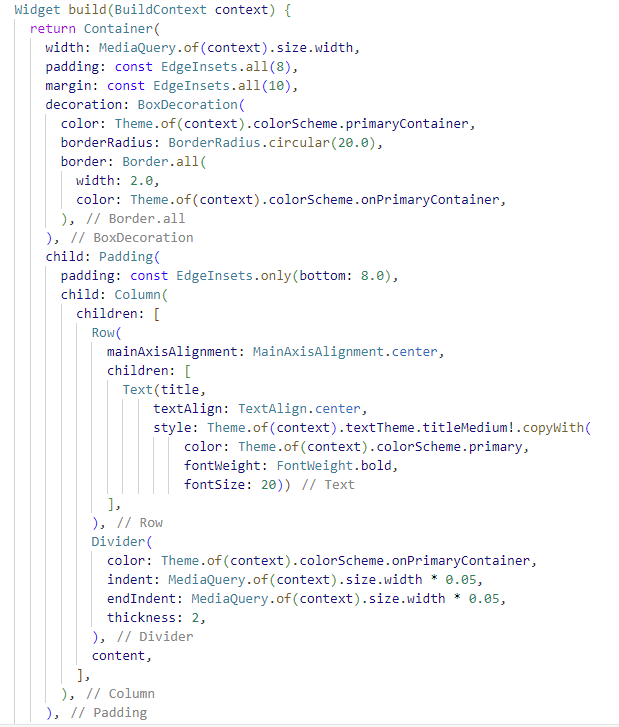 Widget build(BuildContext context) {
  return Container(
    width: MediaQuery.of(context).size.width,
    padding: const EdgeInsets.all(8),
    margin: const EdgeInsets.all(10),
    decoration: BoxDecoration(
      color: Theme.of(context).colorScheme.primaryContainer,
      borderRadius: BorderRadius.circular(20.0),
      border: Border.all(
        width: 2.0,
        color: Theme.of(context).colorScheme.onPrimaryContainer,
      ), // Border.all
    ), // BoxDecoration
    child: Padding(
      padding: const EdgeInsets.only(bottom: 8.0),
      child: Column(
        children: [
          Row(
            mainAxisAlignment: MainAxisAlignment.center,
            children: [
              Text(title,
                  textAlign: TextAlign.center,
                  style: Theme.of(context).textTheme.titleMedium!.copyWith(
                      color: Theme.of(context).colorScheme.primary,
                      fontWeight: FontWeight.bold,
                      fontSize: 20)) // Text
            ],
          ), // Row
          Divider(
            color: Theme.of(context).colorScheme.onPrimaryContainer,
            indent: MediaQuery.of(context).size.width * 0.05,
            endIndent: MediaQuery.of(context).size.width * 0.05,
            thickness: 2,
          ), // Divider
          content,
        ],
      ), // Column
    ), // Padding